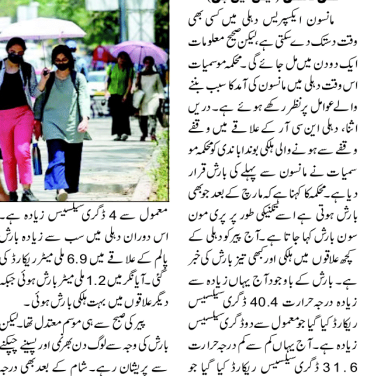 مانسون ایکسپریس دہلی میں کسی بھی
وقت دستک دے سکتی ہے، لیکن صحیح معلومات
ایک دو دن میں مل جائے گی۔ محکمہ موسمیات
اس وقت دہلی میں مانسون کی آمد کا سبب بننے
والے عوامل پر نظر رکھے ہوئے ہے۔ دریں
اثناء، دہلی این سی آر کے علاقے میں وقفے
وقفے سے ہونے والی ہلکی بوندا باندی کو محکمہ مو
سمیات نے مانسون سے پہلے کی بارش قرار
دیا ہے۔ محکمہ کا کہنا ہے کہ مارچ کے بعد جو بھی
بارش ہوتی ہے اسے تکنیکی طور پر پری مون
سون بارش کہا جاتا ہے۔ آج پیر کو دہلی کے
کچھ علاقوں میں ہلکی اور کبھی تیز بارش کی خبر
ہے۔ بارش کے باوجود آج یہاں زیادہ سے
زیادہ درجہ حرارت 40.4 ڈگری سیلسیس
ریکارڈ کیا گیا جو معمول سے دو ڈگری سیلسیس
زیادہ ہے۔ آج یہاں کم سے کم درجہ حرارت
31.6 ڈگری سیلسیس ریکارڈ کیا گیا جو
معمول سے 4 ڈگری سیلسیس زیادہ ہے۔
اس دوران دہلی میں سب سے زیادہ بارش
پالم کے علاقے میں 6.9 ملی میٹر ریکارڈ کی
گئی۔ آیا نگر میں 1.2 ملی میٹر بارش ہوئی جبکہ
دیگر علاقوں میں بہت ہلکی بارش ہوئی۔
پیر کی صبح سے ہی موسم معتدل تھا۔ لیکن
بارش کی وجہ سے لوگ دن بھر گرمی اور پسینے چپکنے
سے پریشان رہے۔ شام کے بعد بھی درجہ